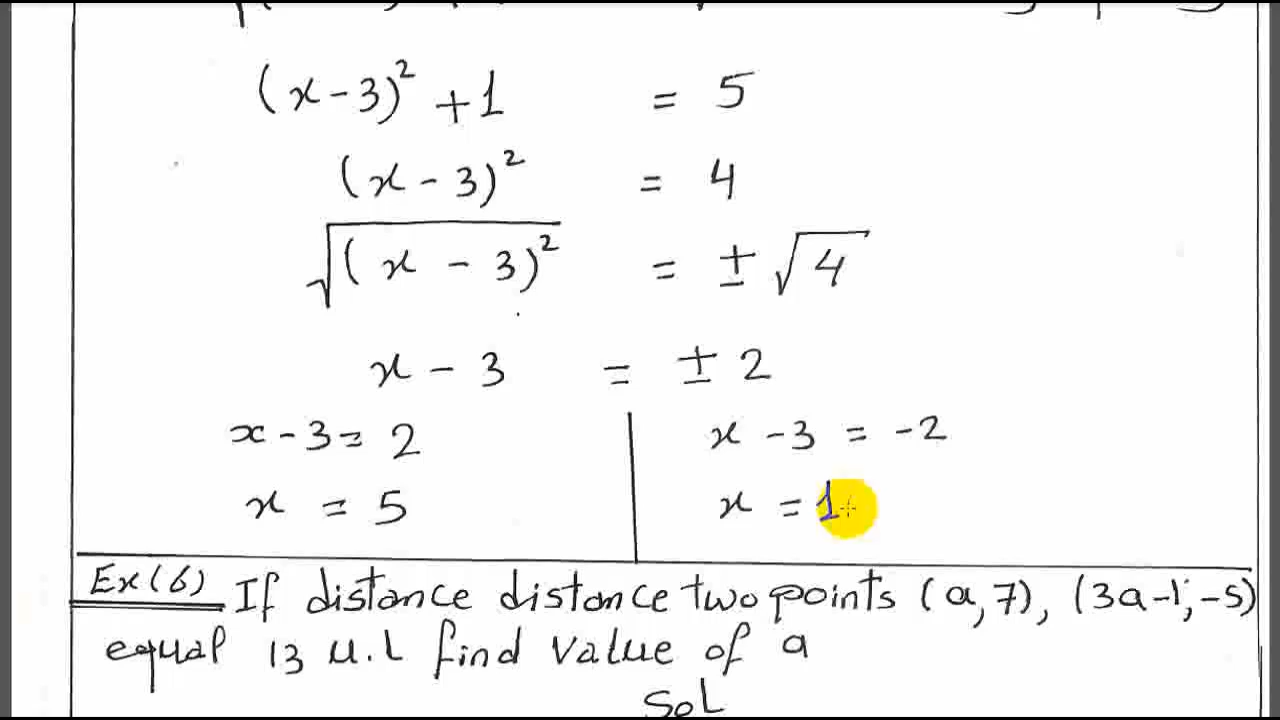 (x-3)² + 1 = 5
(x-3)² = 4
√(x-3)² = ± √4
x - 3 = ± 2
x - 3 = 2
x = 5
x - 3 = -2
x = 1
Ex(6) If distance distance two points (a,7), (3a-1,-5)
equal 13 u.l find value of a
Sol